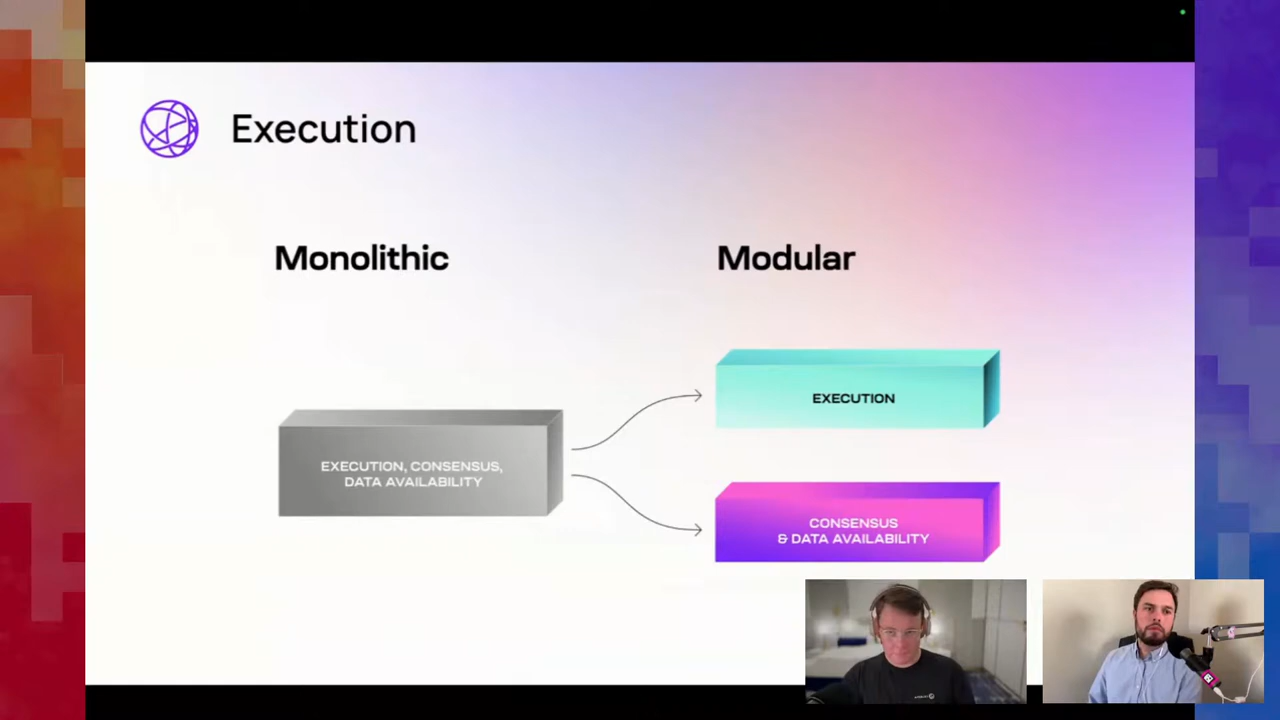 Execution
Monolithic
Modular
EXECUTION
EXECUTION, CONSENSUS,
DATA AVAILABILITY
CONSENSUS
& DATA AVAILABILITY